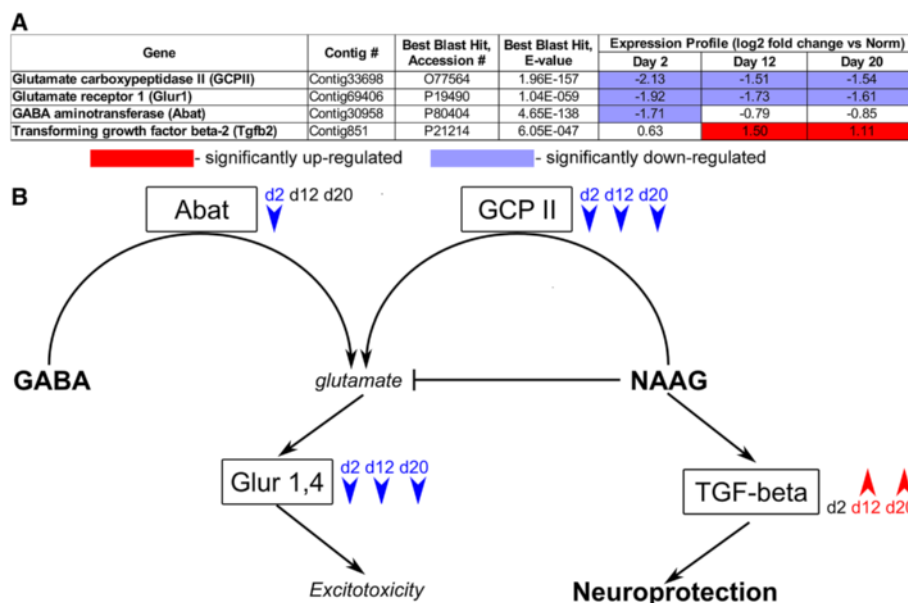 A
Gene Contig # Best Blast Hit, Accession # Best Blast Hit, E-value Expression Profile (log2 fold change vs Norm)
Day 2 Day 12 Day 20
Glutamate carboxypeptidase II (GCPII) Contig33698 O77564 1.96E-157 -2.13 -1.51 -1.54
Glutamate receptor 1 (Glur1) Contig69406 P19490 1.04E-059 -1.92 -1.73 -1.61
GABA aminotransferase (Abat) Contig30958 P80404 4.65E-138 -1.71 -0.79 -0.85
Transforming growth factor beta-2 (Tgfb2) Contig851 P21214 6.05E-047 0.63 1.50 1.11
- significantly up-regulated - significantly down-regulated
B
Abat d2 d12 d20
GCP II d2 d12 d20
GABA glutamate NAAG
Glur 1,4 d2 d12 d20
TGF-beta d2 d12 d20
Excitotoxicity Neuroprotection